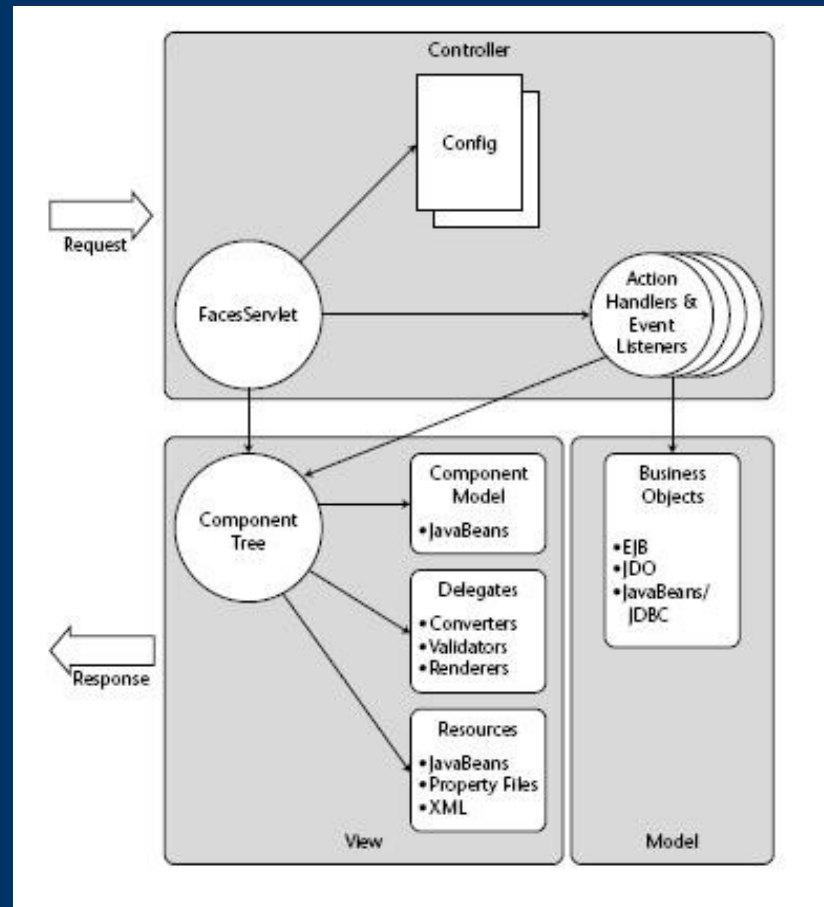 Controller
Config
Request
FacesServlet
Action
Handlers &
Event
Listeners
Component
Tree
Component
Model
•JavaBeans
Business
Objects
•EJB
•JDO
•JavaBeans/
JDBC
Delegates
•Converters
•Validators
•Renderers
Response
Resources
•JavaBeans
•Property Files
•XML
View
Model